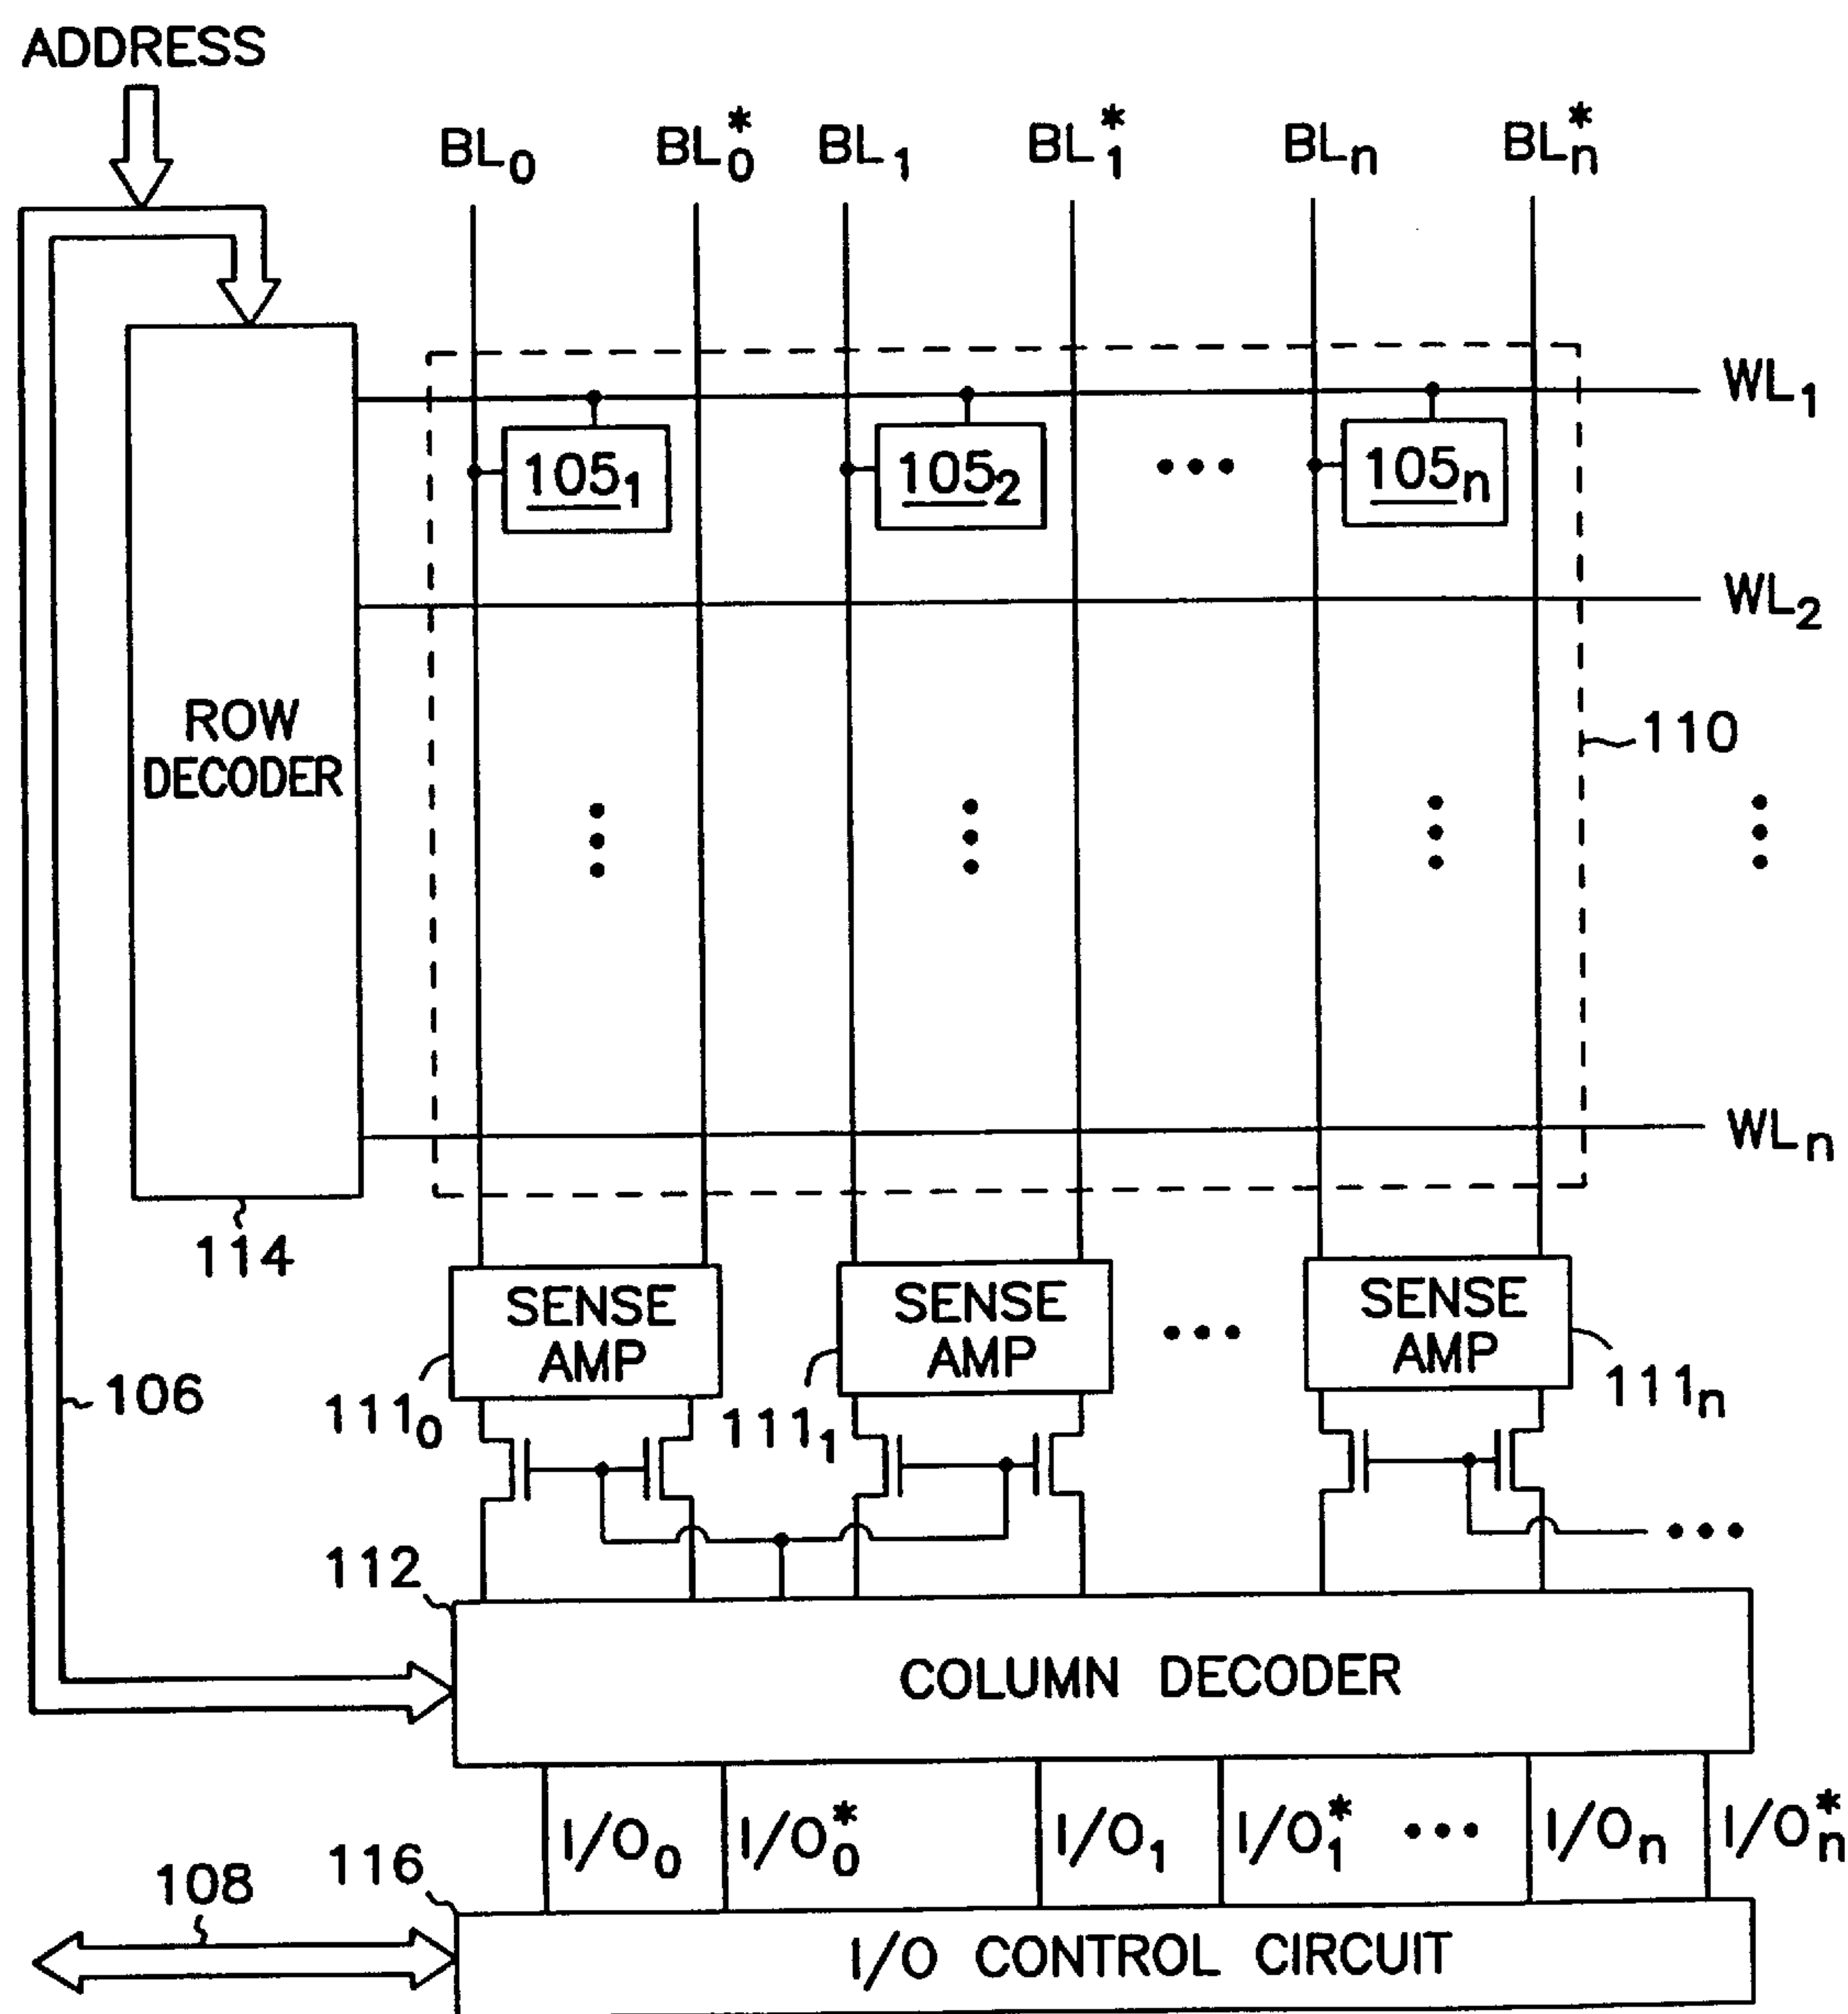 ADDRESS
BL₀ BL₀* BL₁ BL₁* BLₙ BLₙ*
WL₁
105₁ 105₂ ••• 105ₙ
WL₂
ROW
DECODER
110
WLₙ
114
SENSE
AMP
SENSE
AMP
•••
SENSE
AMP
106
111₀ 111₁ 111ₙ
•••
112
COLUMN DECODER
I/O₀ I/O₀* I/O₁ I/O₁* ••• I/Oₙ I/Oₙ*
116
108
I/O CONTROL CIRCUIT